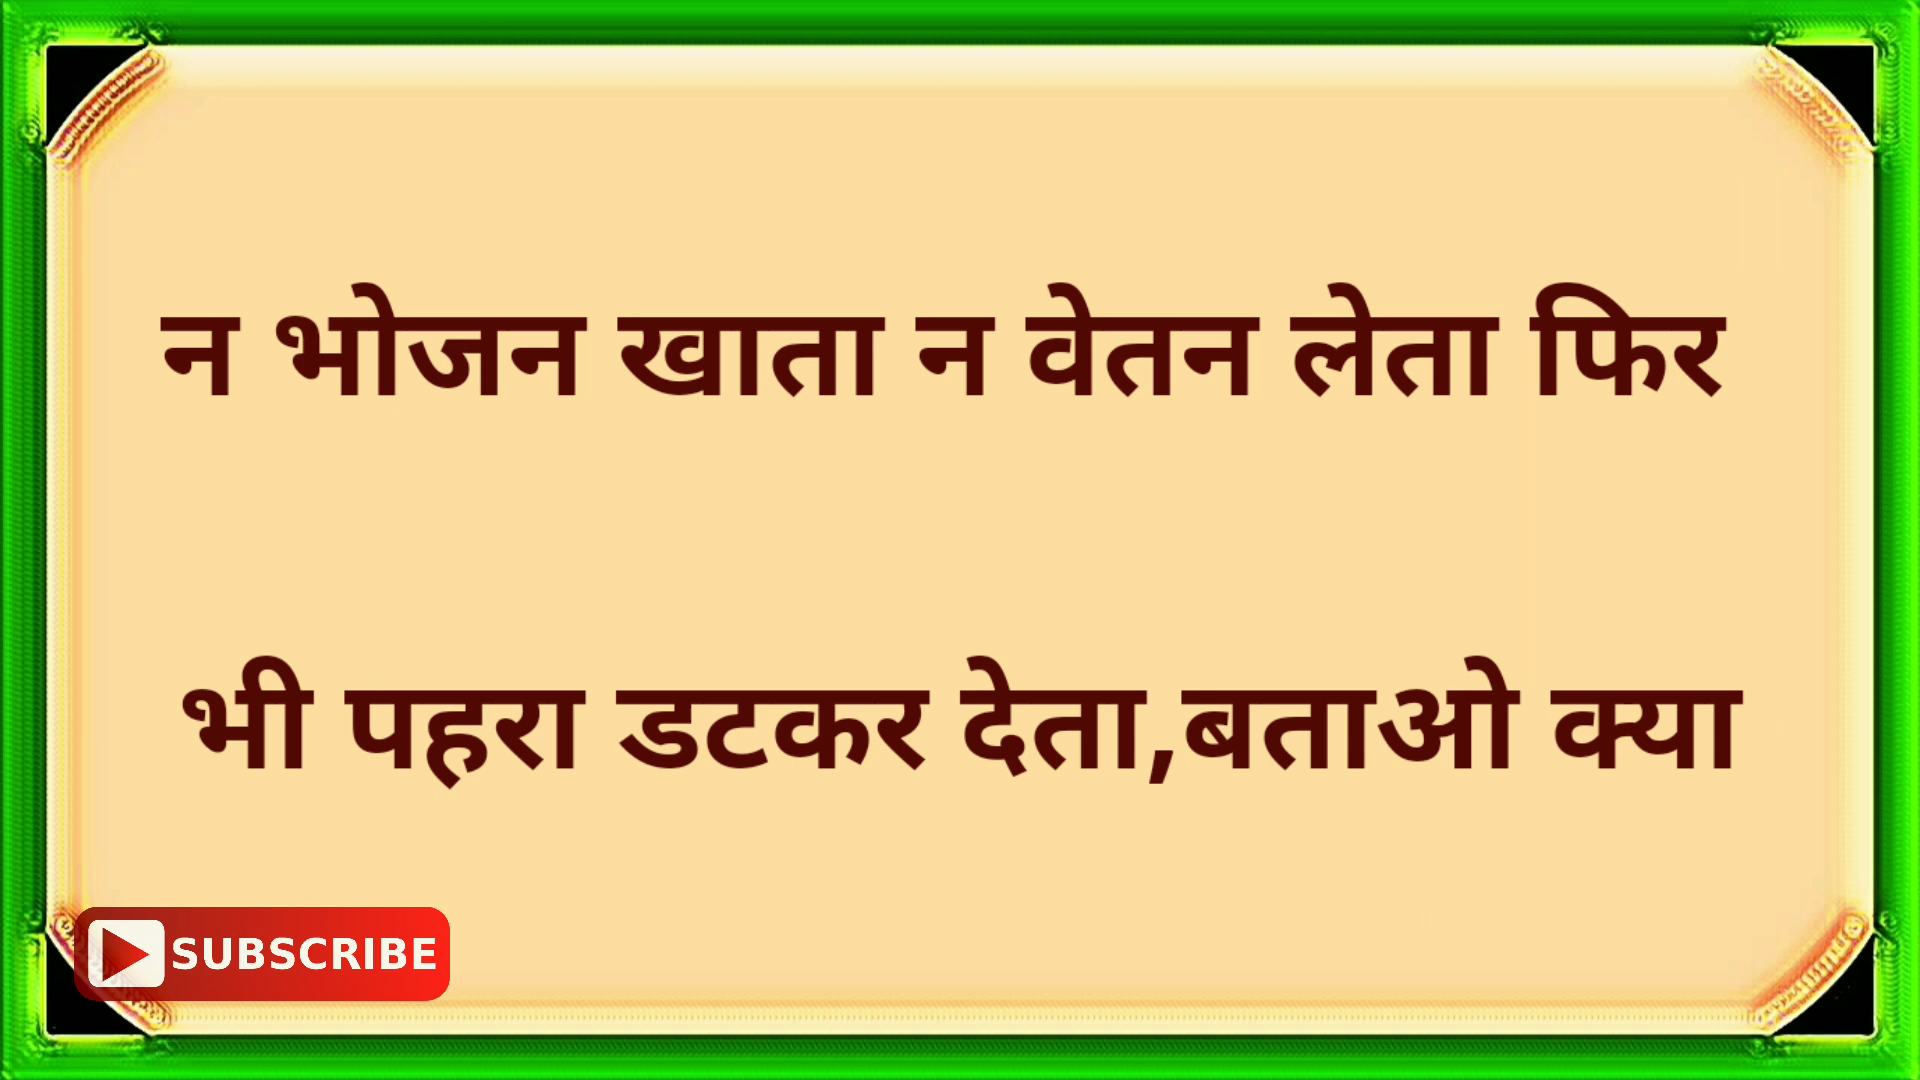 न भोजन खाता न वेतन लेता फिर
भी पहरा डटकर देता,बताओ क्या
SUBSCRIBE